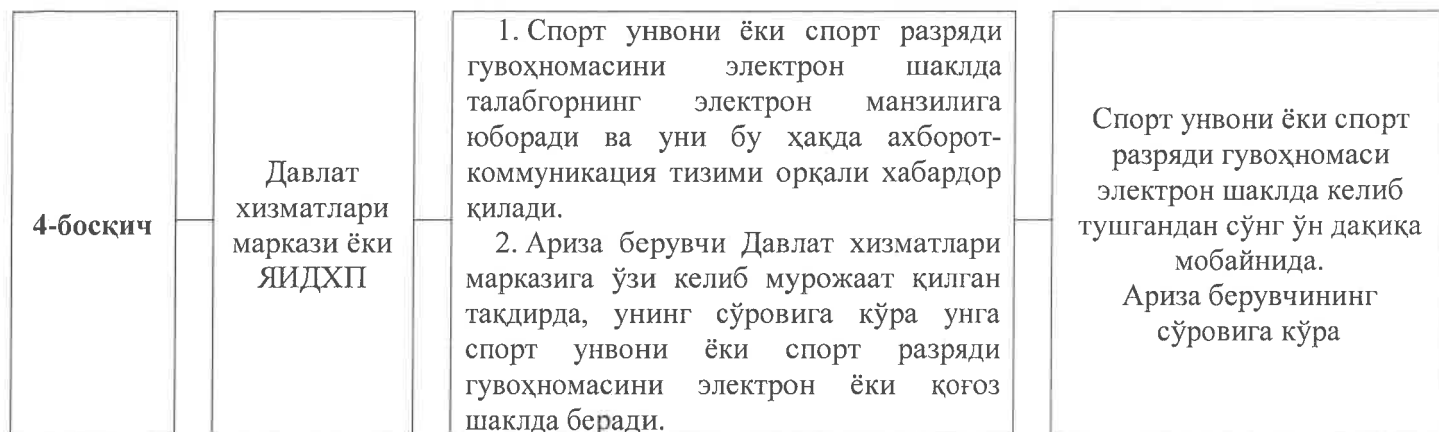 4-босқич
Давлат
хизматлари
маркази ёки
ЯИДХП
1. Спорт унвони ёки спорт разряди
гувоҳномасини электрон шаклда
талабгорнинг электрон манзилига
юборади ва уни бу ҳақда ахборот-
коммуникация тизими орқали хабардор
қилади.
2. Ариза берувчи Давлат хизматлари
марказига ўзи келиб мурожаат қилган
тақдирда, унинг сўровига кўра унга
спорт унвони ёки спорт разряди
гувоҳномасини электрон ёки қоғоз
шаклда беради.
Спорт унвони ёки спорт
разряди гувоҳномаси
электрон шаклда келиб
тушгандан сўнг ўн дақиқа
мобайнида.
Ариза берувчининг
сўровига кўра